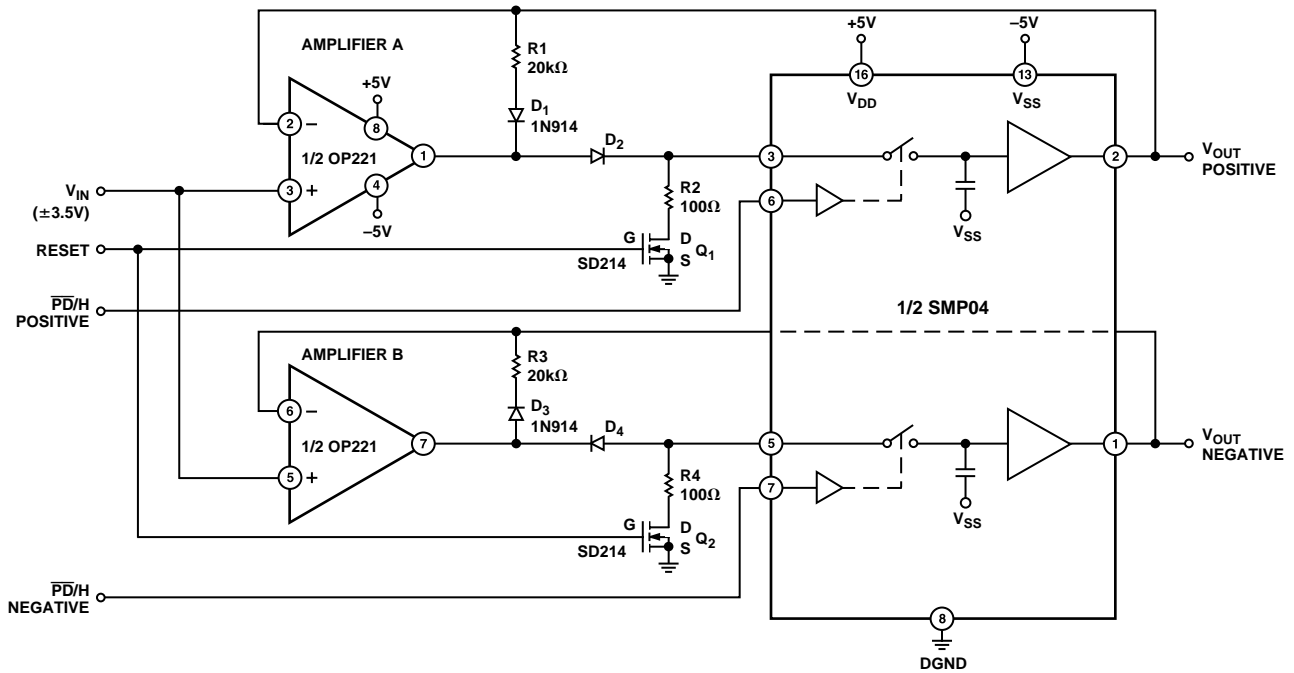 AMPLIFIER A
+5V
2
−
8
1/2 OP221
1
3
+
4
−5V
R1
20kΩ
D1
1N914
D2
R2
100Ω
G
D
S
Q1
SD214
VIN
(±3.5V)
RESET
PD/H
POSITIVE
+5V
−5V
16
13
VDD
VSS
3
6
VSS
2
VOUT
POSITIVE
1/2 SMP04
AMPLIFIER B
6
−
1/2 OP221
7
5
+
R3
20kΩ
D3
1N914
D4
R4
100Ω
G
D
S
Q2
SD214
PD/H
NEGATIVE
5
7
VSS
1
VOUT
NEGATIVE
8
DGND